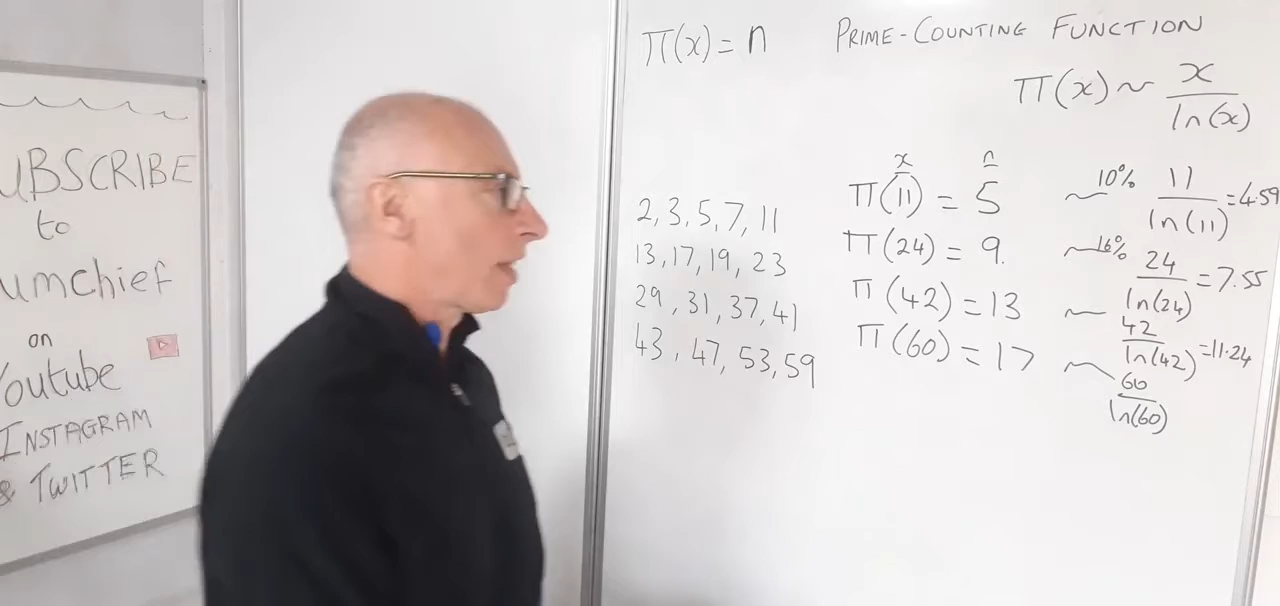 UBSCRIBE
to
umchief
on
Youtube
INSTAGRAM
& TWITTER
π(x) = n
PRIME-COUNTING FUNCTION
π(x) ~ x / ln(x)
x n
2, 3, 5, 7, 11
13, 17, 19, 23
29, 31, 37, 41
43, 47, 53, 59
π(11) = 5 ~ 10% 11 / ln(11) = 4.59
π(24) = 9. ~ 16% 24 / ln(24) = 7.55
π(42) = 13 ~ 42 / ln(42) = 11.24
π(60) = 17 ~ 60 / ln(60)